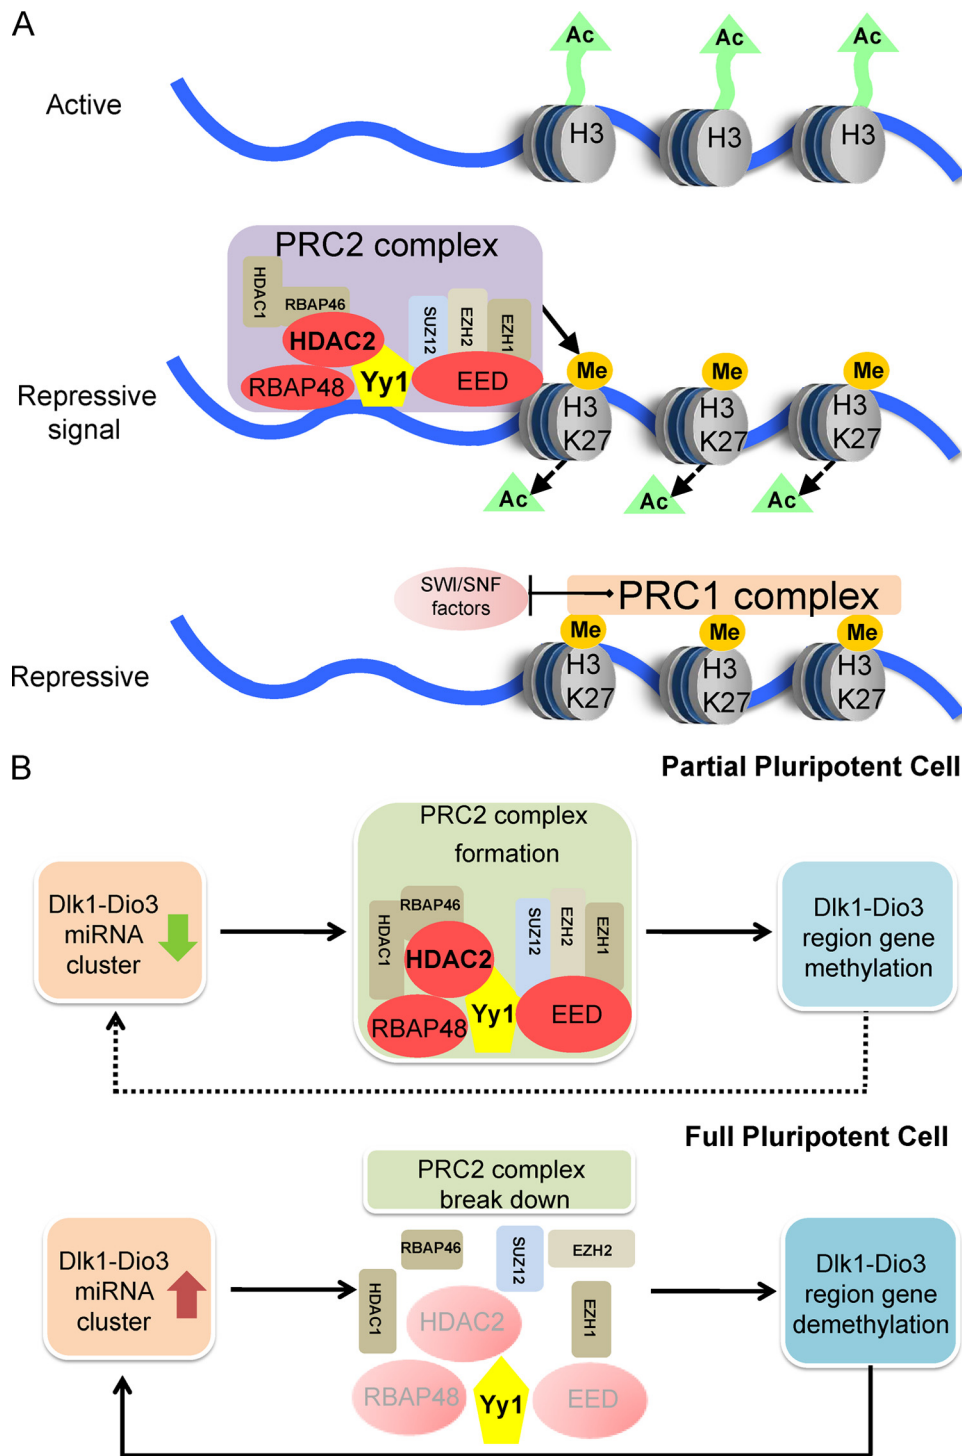 A
Active
Ac
Ac
Ac
H3
H3
H3
PRC2 complex
HDAC1
RBAP46
HDAC2
RBAP48
Yy1
SUZ12
EZH2
EZH1
EED
Repressive
signal
Me
Me
Me
H3
K27
H3
K27
H3
K27
Ac
Ac
Ac
SWI/SNF
factors
PRC1 complex
Me
Me
Me
Repressive
H3
K27
H3
K27
H3
K27
B
Partial Pluripotent Cell
Dlk1-Dio3
miRNA
cluster
PRC2 complex
formation
RBAP46
HDAC1
HDAC2
RBAP48
Yy1
SUZ12
EZH2
EZH1
EED
Dlk1-Dio3
region gene
methylation
Full Pluripotent Cell
Dlk1-Dio3
miRNA
cluster
PRC2 complex
break down
RBAP46
SUZ12
EZH2
HDAC1
HDAC2
EZH1
RBAP48
Yy1
EED
Dlk1-Dio3
region gene
demethylation